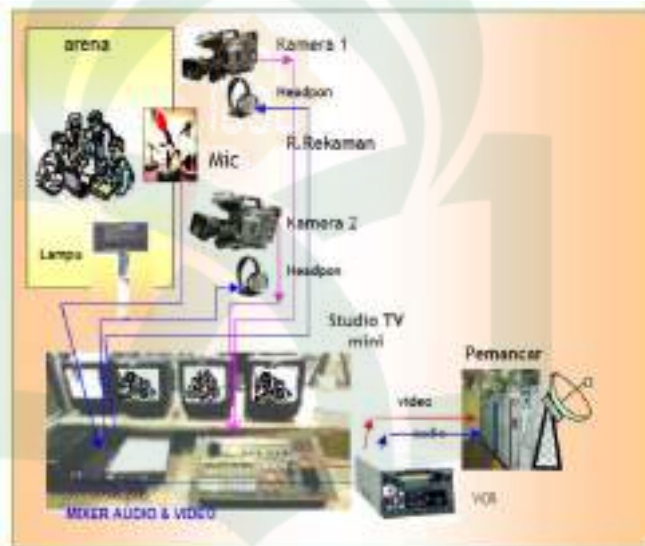 arena
Kamera 1
Headpon
R.Rekaman
Mic
Kamera 2
Lampu
Headpon
Studio TV
mini
Pemancar
video
audio
VCR
MIXER AUDIO & VIDEO